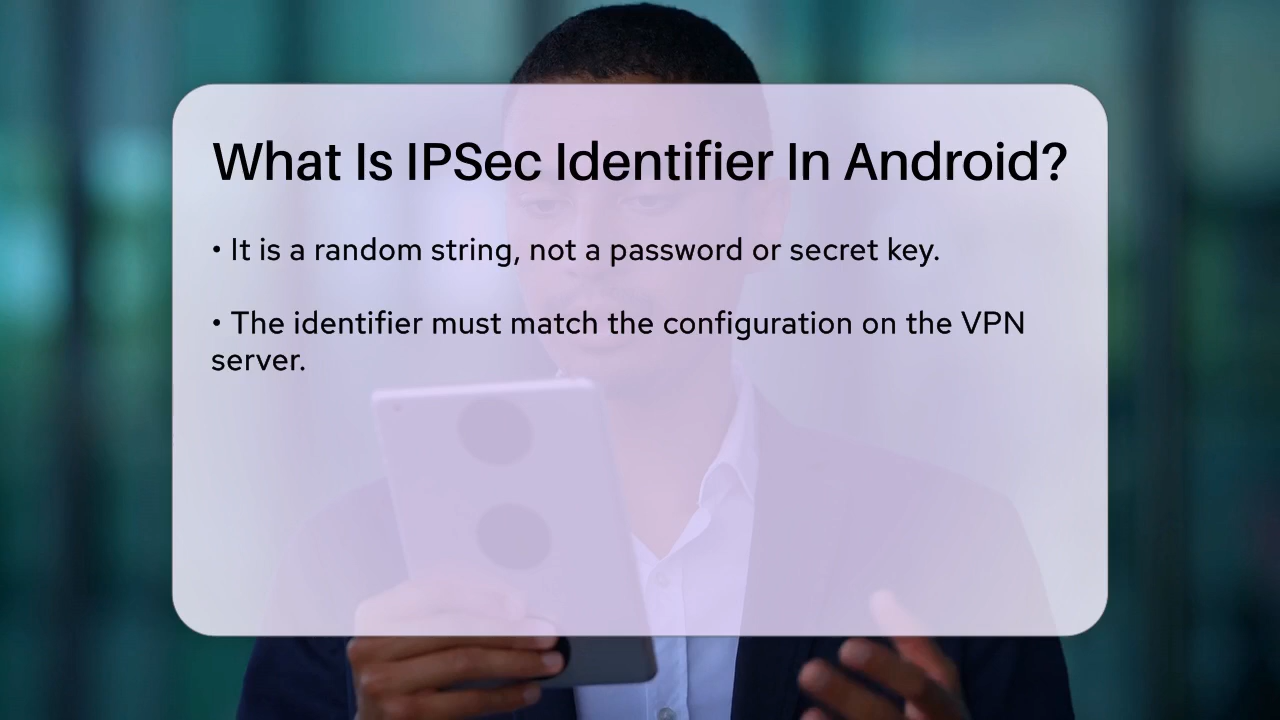 What Is IPSec Identifier In Android?
• It is a random string, not a password or secret key.
• The identifier must match the configuration on the VPN
server.